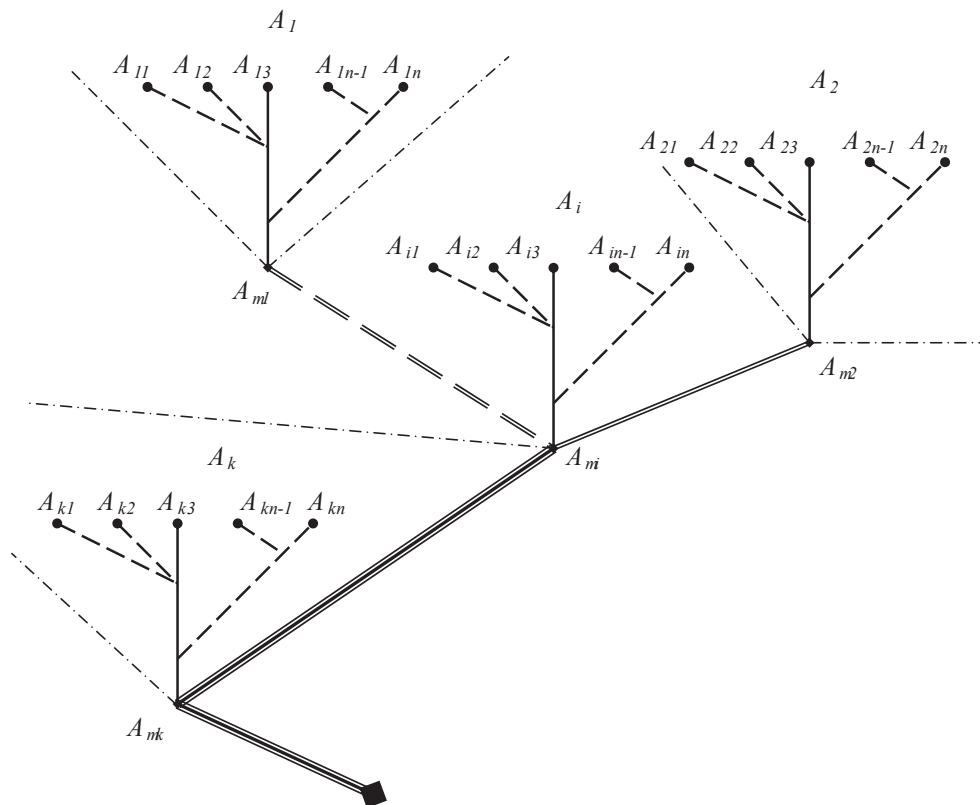 A1
A11 A12 A13 A1n-1 A1n
A2
A21 A22 A23 A2n-1 A2n
Ai
Ai1 Ai2 Ai3 Ain-1 Ain
Am1
Am2
Ami
Ak
Ak1 Ak2 Ak3 Akn-1 Akn
Amk